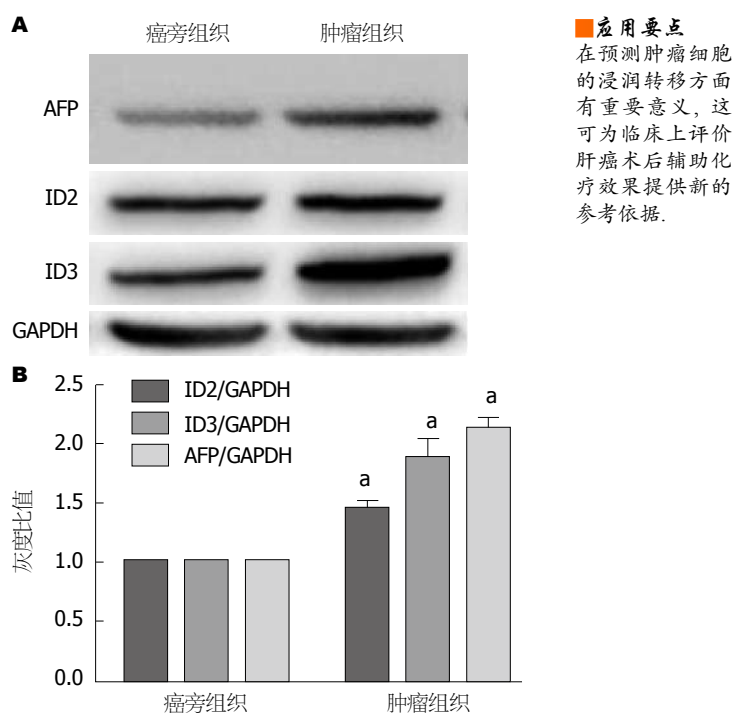 A
癌旁组织 肿瘤组织
AFP
ID2
ID3
GAPDH
B
2.5
2.0
1.5
1.0
0.5
0.0
灰度比值
ID2/GAPDH
ID3/GAPDH
AFP/GAPDH
a
a
a
癌旁组织 肿瘤组织
■应用要点
在预测肿瘤细胞
的浸润转移方面
有重要意义, 这
可为临床上评价
肝癌术后辅助化
疗效果提供新的
参考依据.